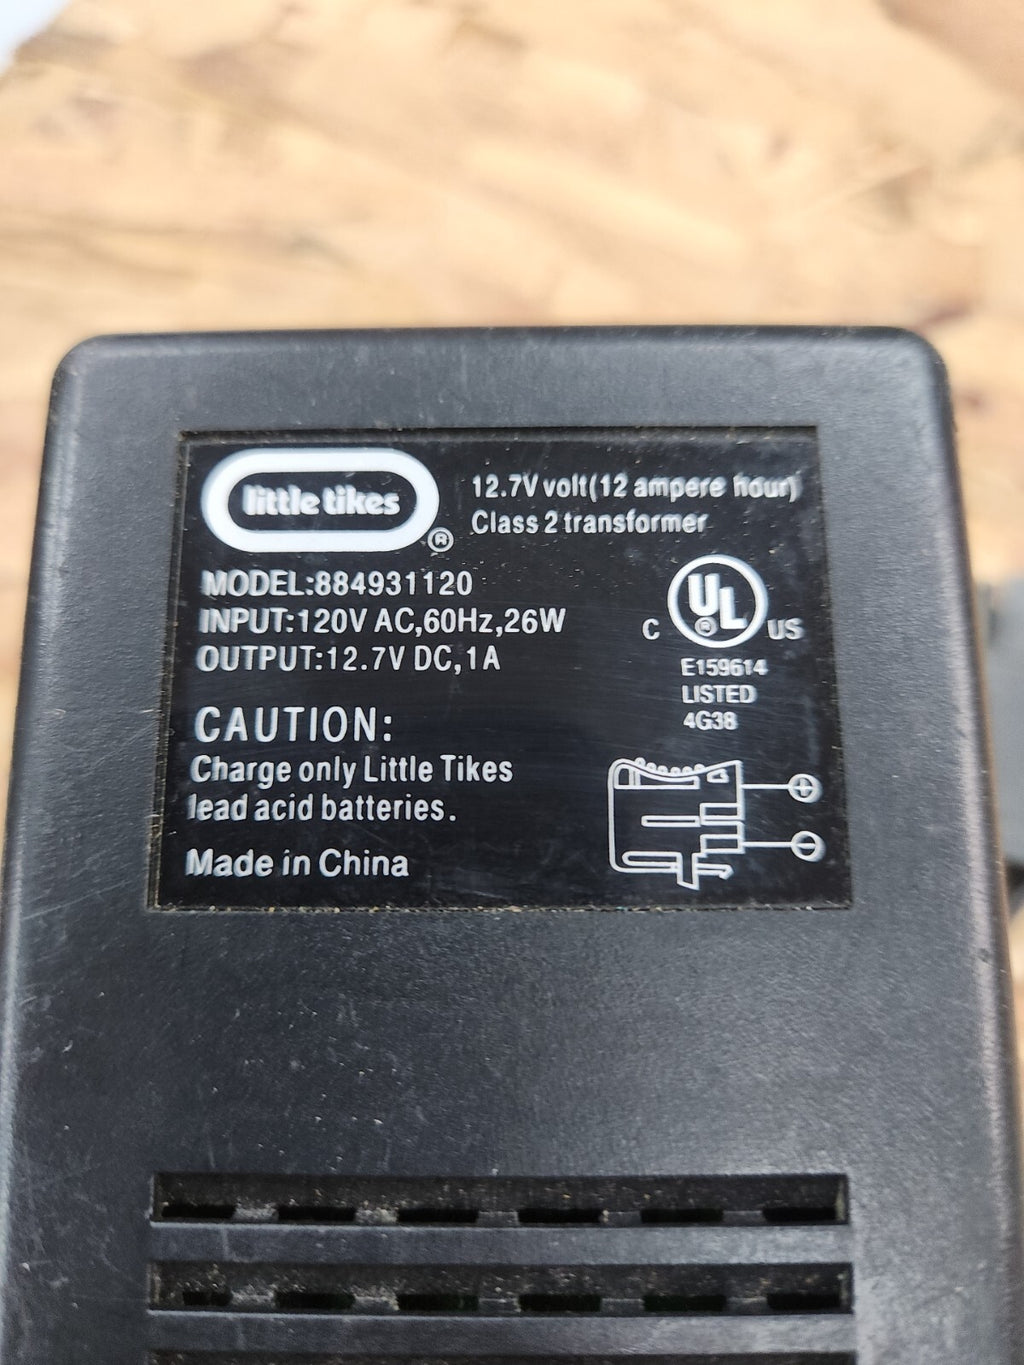 little tikes ®
12.7V volt(12 ampere hour)
Class 2 transformer
MODEL:884931120
INPUT:120V AC,60Hz,26W
OUTPUT:12.7V DC,1A
C UL ® US
E159614
LISTED
4G38
CAUTION:
Charge only Little Tikes
lead acid batteries.
Made in China
+
-